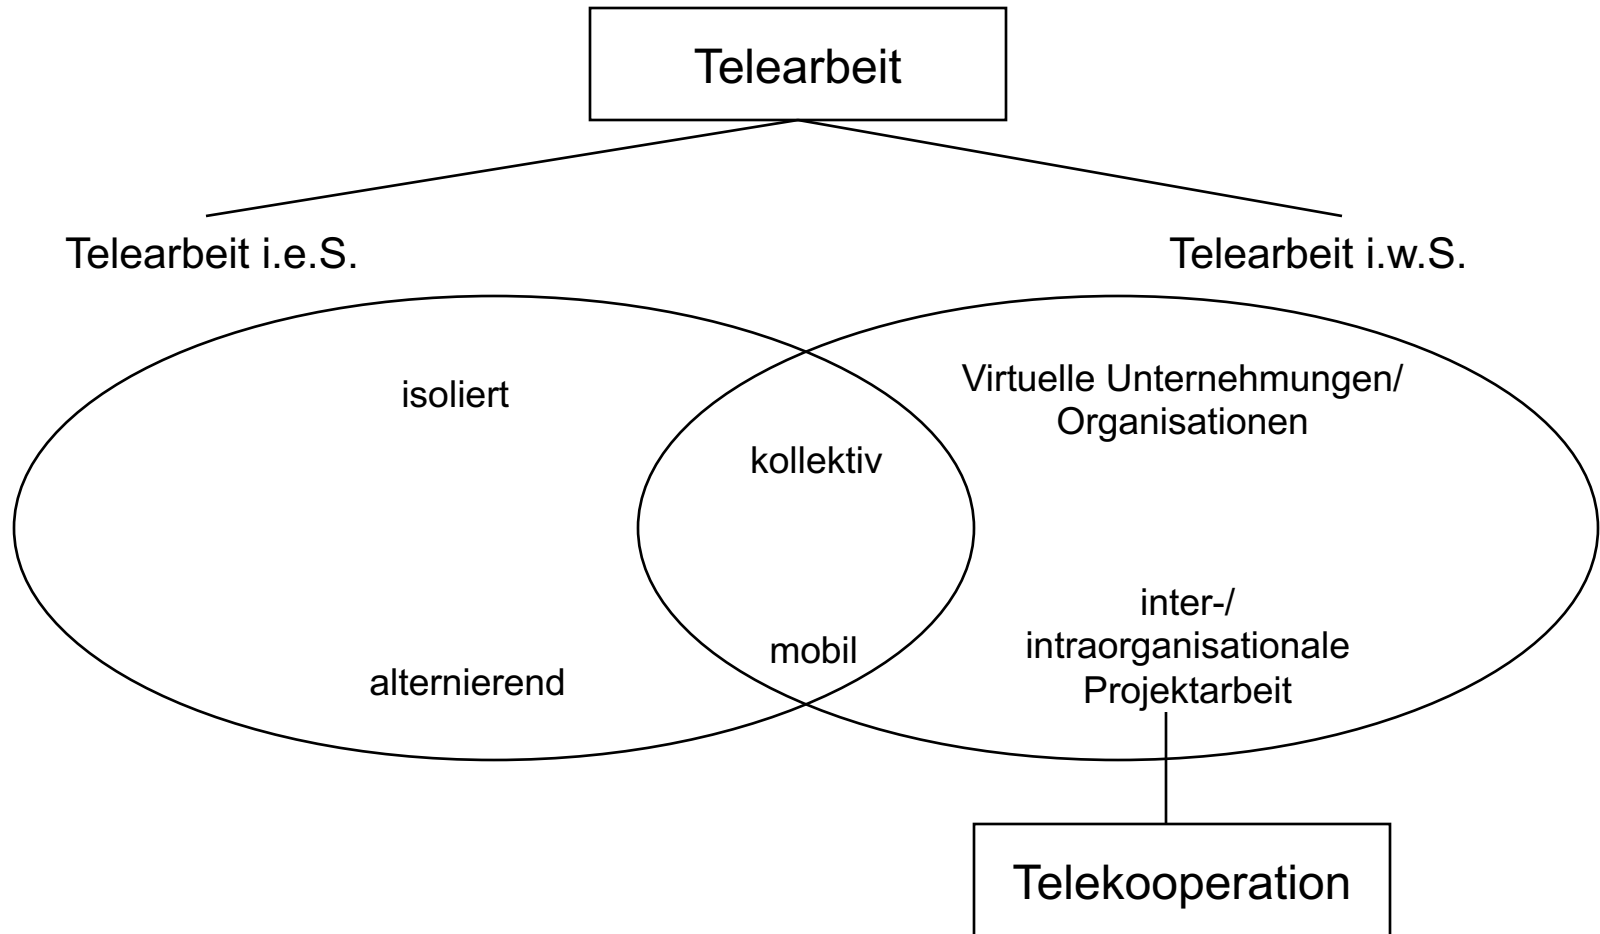 Telearbeit
Telearbeit i.e.S.
Telearbeit i.w.S.
isoliert
Virtuelle Unternehmungen/
Organisationen
kollektiv
alternierend
mobil
inter-/
intraorganisationale
Projektarbeit
Telekooperation